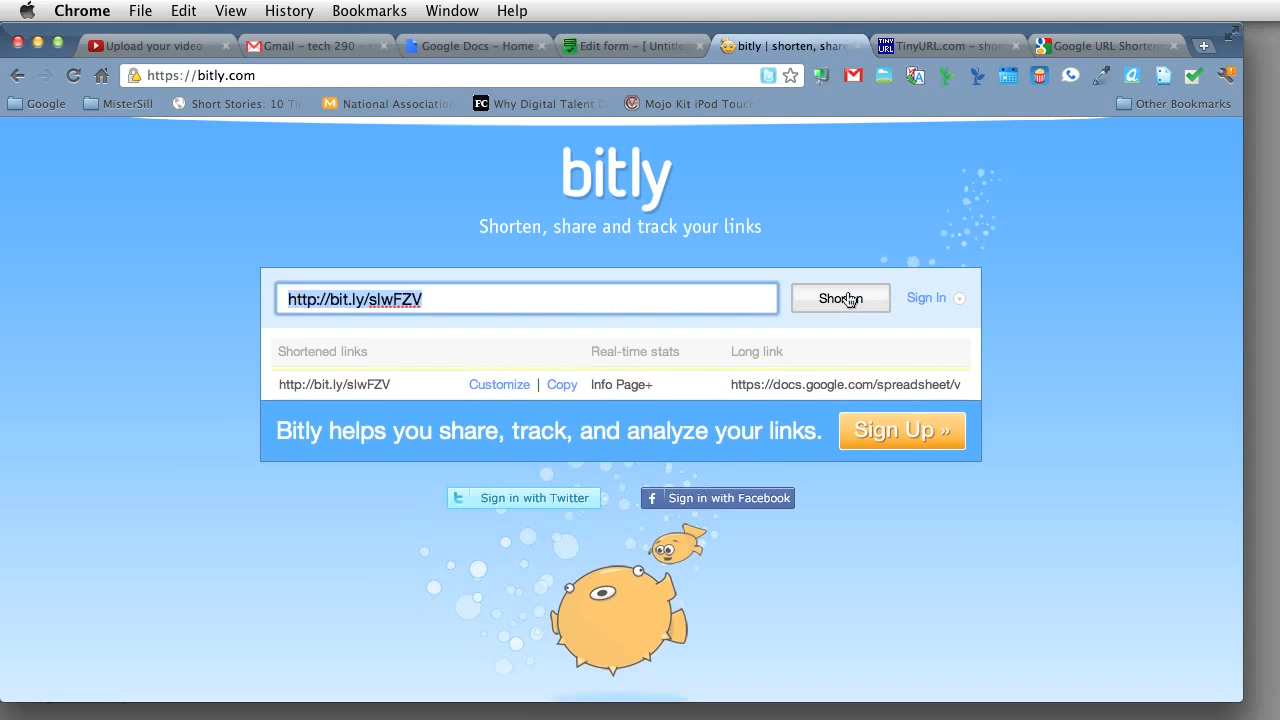 Chrome File Edit View History Bookmarks Window Help
Upload your video Gmail - tech 290 - Google Docs - Home Edit form - [ Untitle bitly | shorten, share TinyURL.com - shor Google URL Shorten
https://bitly.com
Google MisterSill Short Stories: 10 Ti National Association Why Digital Talent D Mojo Kit iPod Touch Other Bookmarks
bitly
Shorten, share and track your links
http://bit.ly/slwFZV Shorten Sign In
Shortened links Real-time stats Long link
http://bit.ly/slwFZV Customize | Copy Info Page+ https://docs.google.com/spreadsheet/v
Bitly helps you share, track, and analyze your links. Sign Up »
Sign in with Twitter Sign in with Facebook